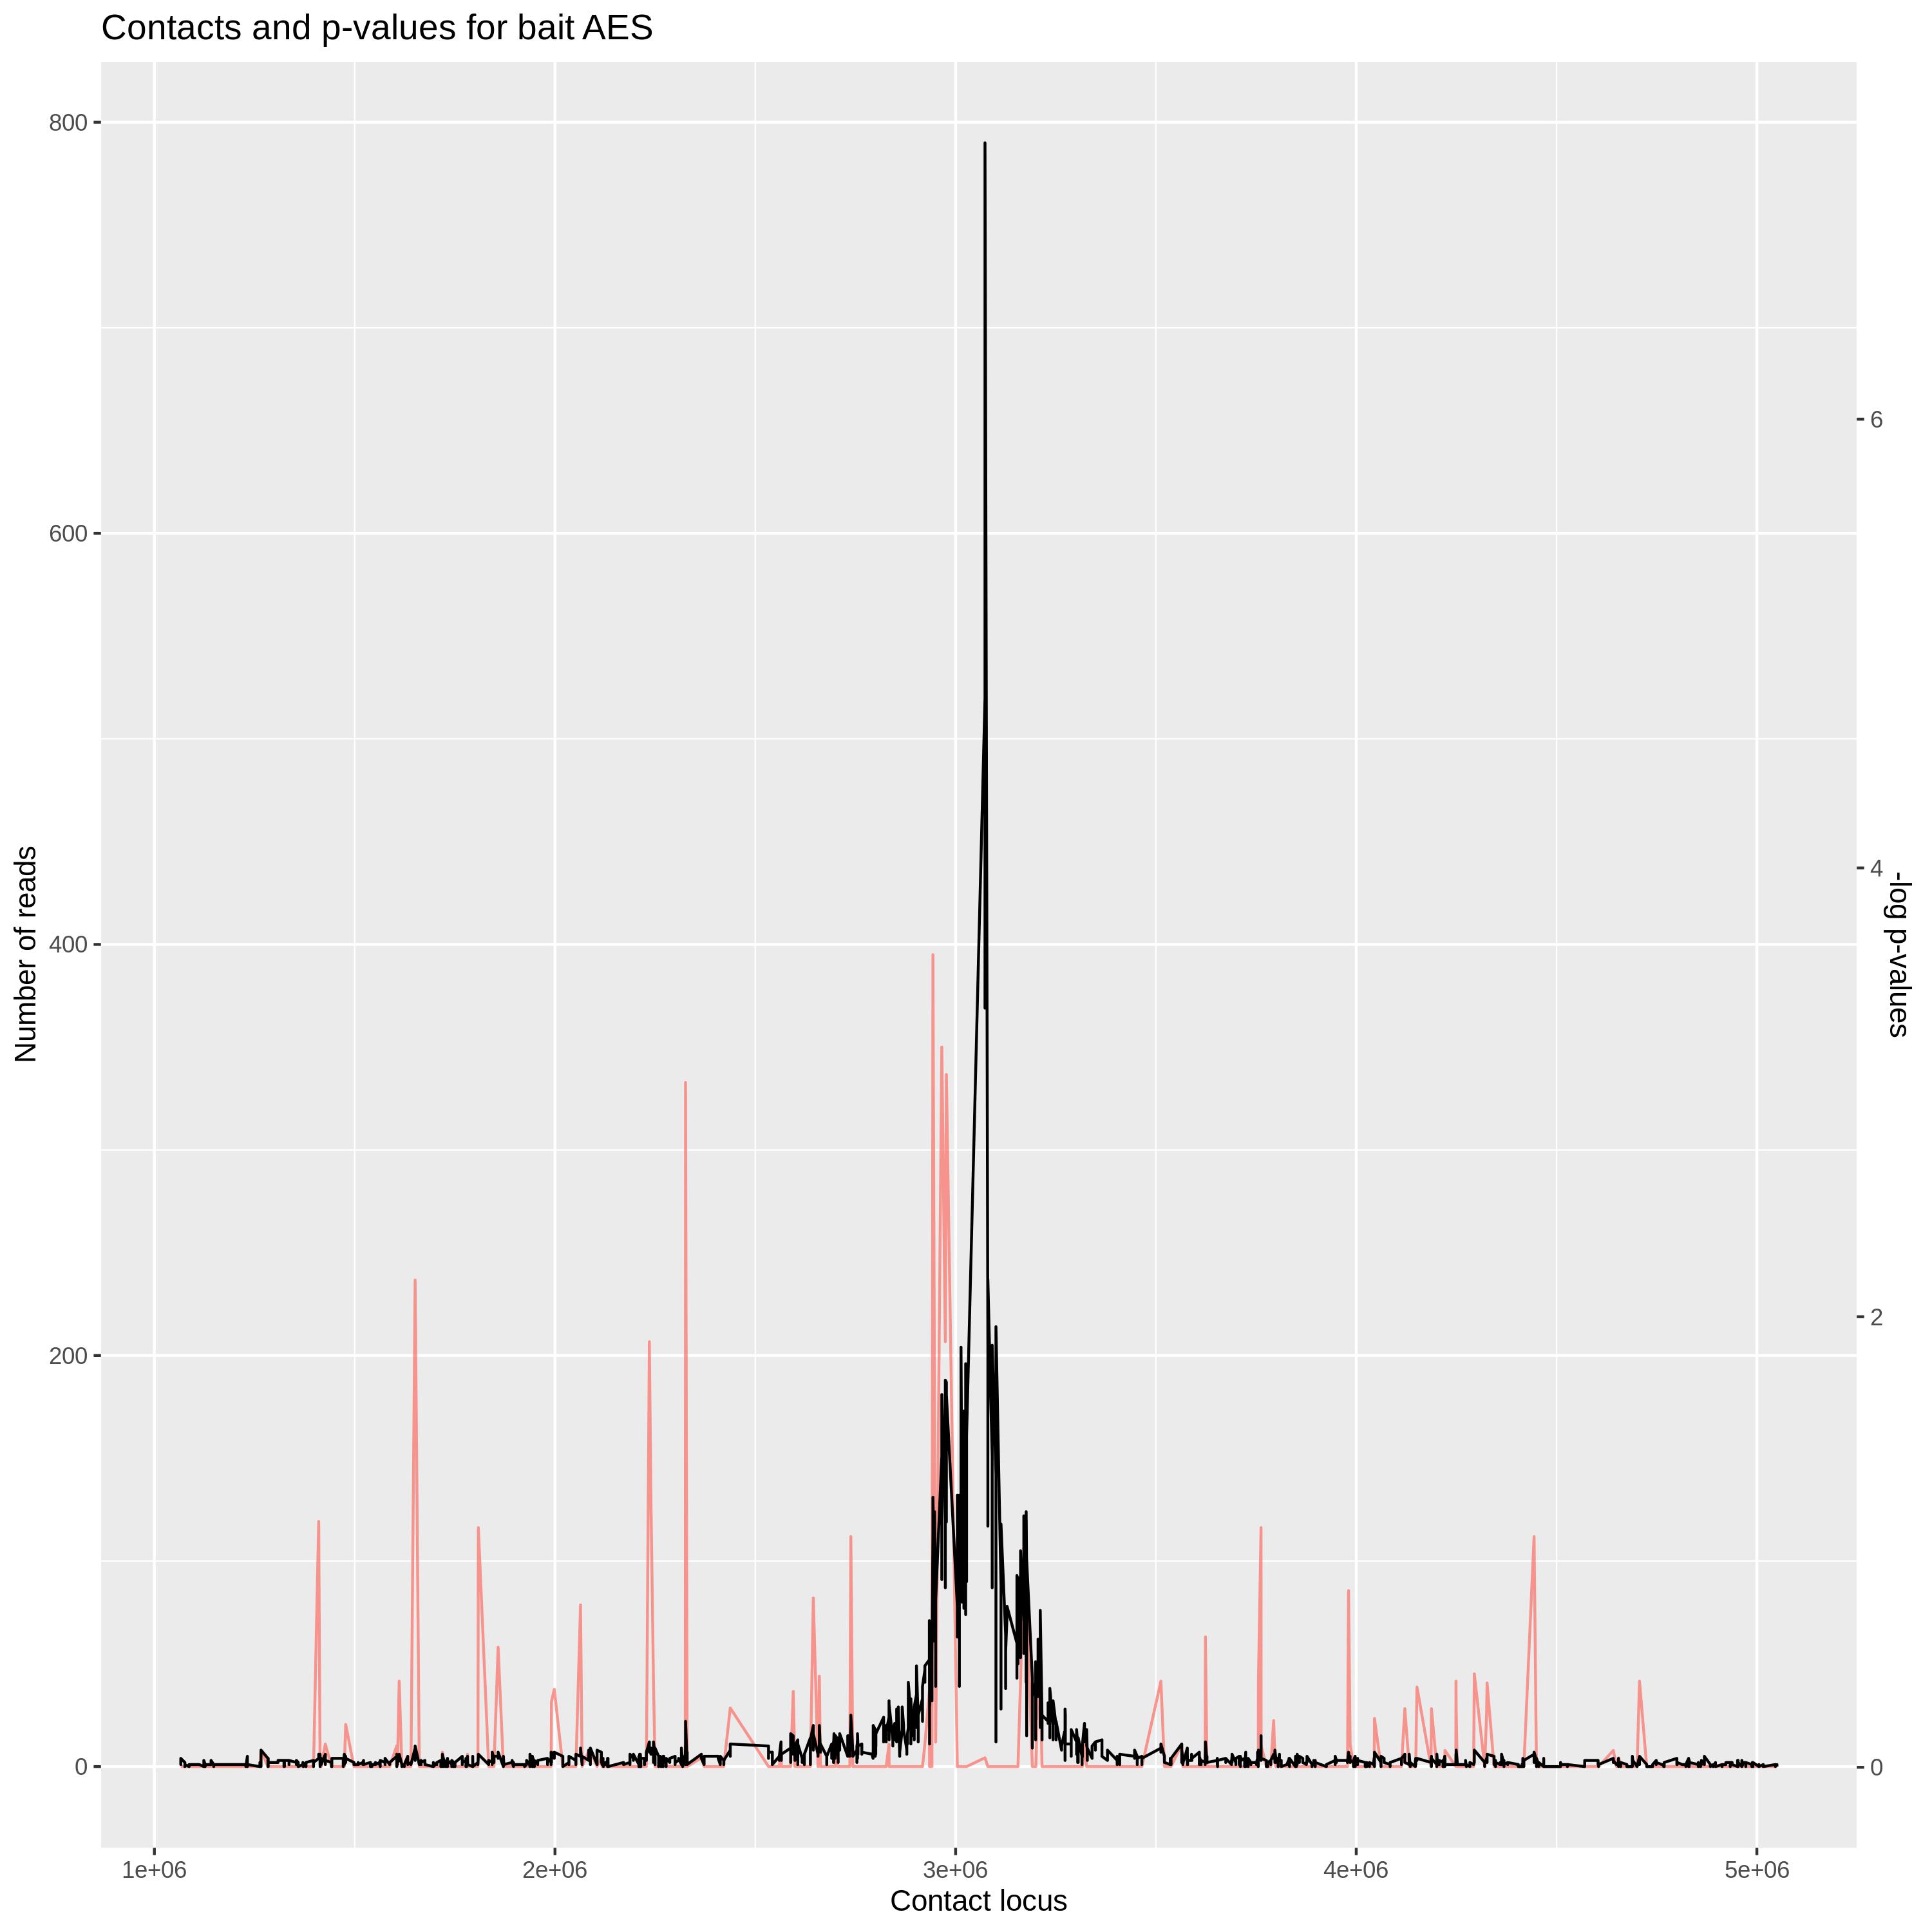 Contacts and p-values for bait AES
800
600
400
200
0
Number of reads
6
4
2
0
-log p-values
1e+06
2e+06
3e+06
4e+06
5e+06
Contact locus